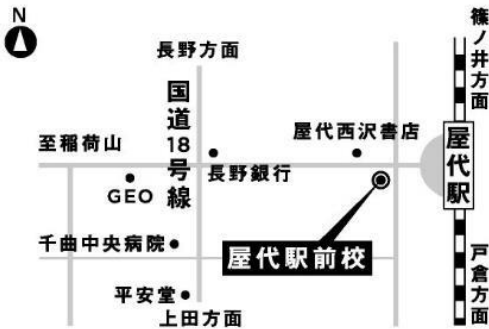 N
長野方面
篠ノ井方面
国道18号線
屋代西沢書店
至稲荷山
屋代駅
長野銀行
GEO
千曲中央病院
屋代駅前校
戸倉方面
平安堂
上田方面